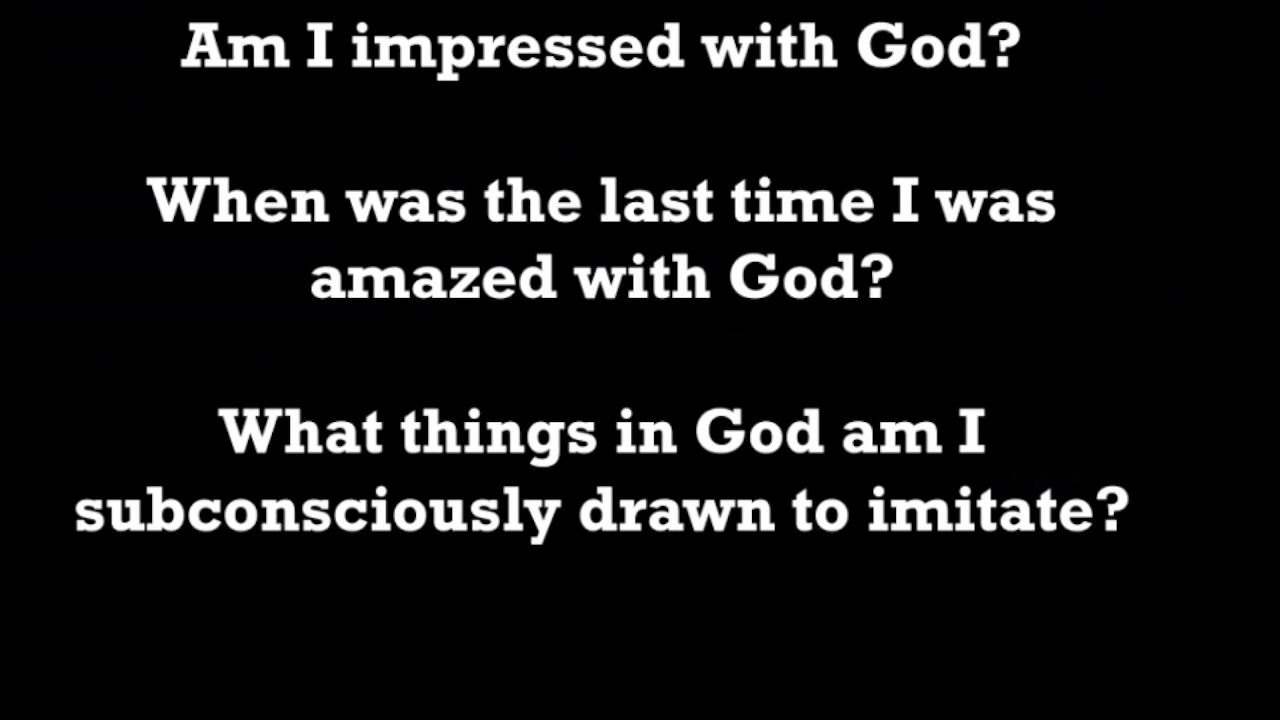 Am I impressed with God?
When was the last time I was
amazed with God?
What things in God am I
subconsciously drawn to imitate?